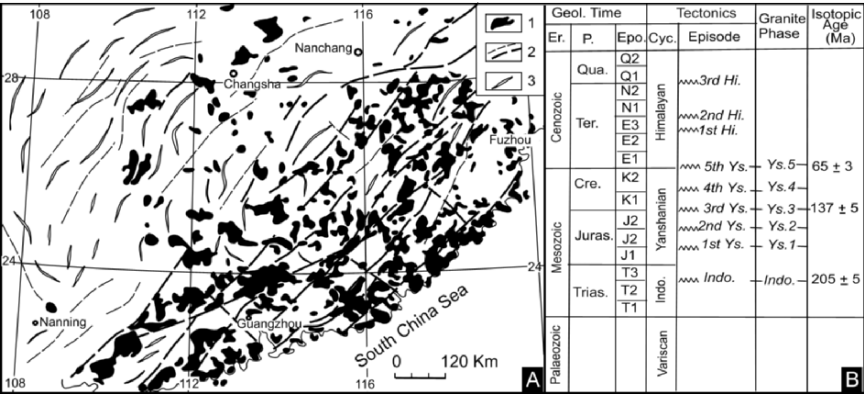 108 112 116
1
2
3
Nanchang
28
Changsha
Fuzhou
24 24
Nanning
Guangzhou
South China Sea
0 120 Km
108 112 116
A
Geol. Time Tectonics Granite Phase Isotopic Age (Ma)
Er. P. Epo. Cyc. Episode
Cenozoic
Qua.
Q2
Q1
Ter.
N2
N1
E3
E2
E1
Himalayan
3rd Hi.
2nd Hi.
1st Hi.
Mesozoic
Cre.
K2
K1
Juras.
J2
J2
J1
Yanshanian
5th Ys. Ys.5 65 ± 3
4th Ys. Ys.4
3rd Ys. Ys.3 137 ± 5
2nd Ys. Ys.2
1st Ys. Ys.1
Trias.
T3
T2
T1
Indo.
Indo. Indo. 205 ± 5
Palaeozoic
Variscan
B